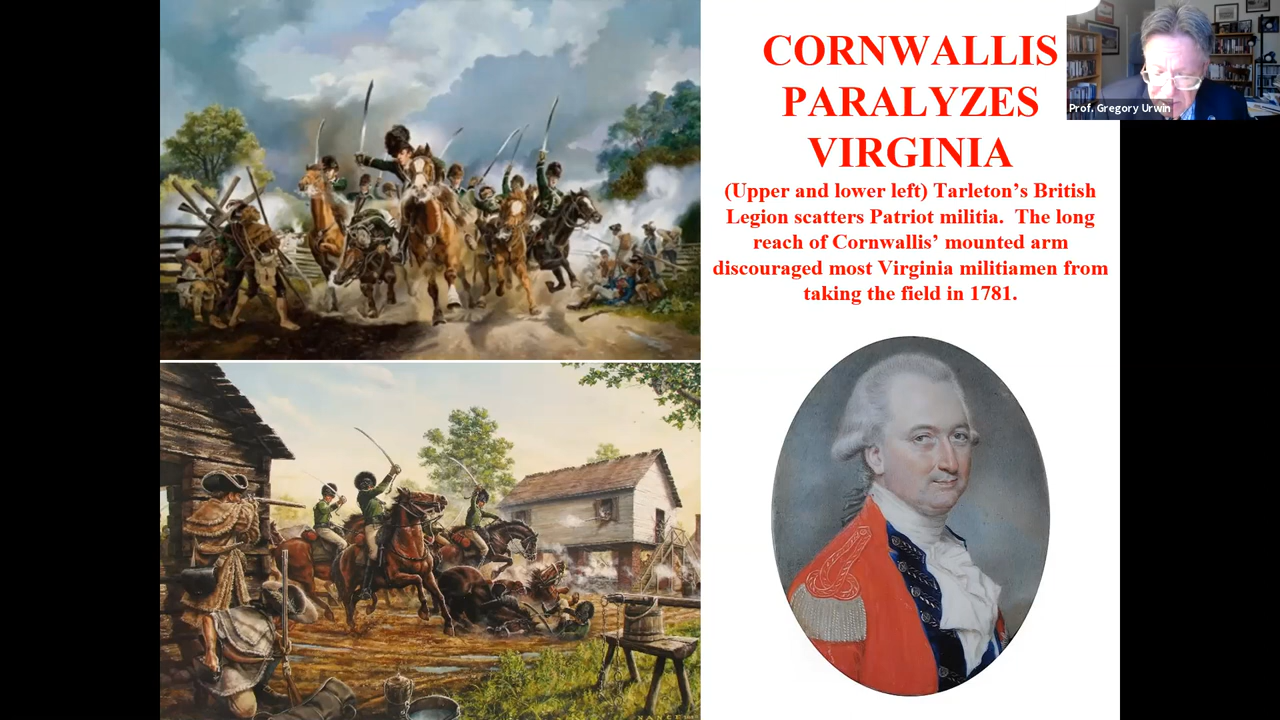 CORNWALLIS
PARALYZES
VIRGINIA
(Upper and lower left) Tarleton’s British
Legion scatters Patriot militia.  The long
reach of Cornwallis’ mounted arm
discouraged most Virginia militiamen from
taking the field in 1781.
Prof. Gregory Urwin
NANCE